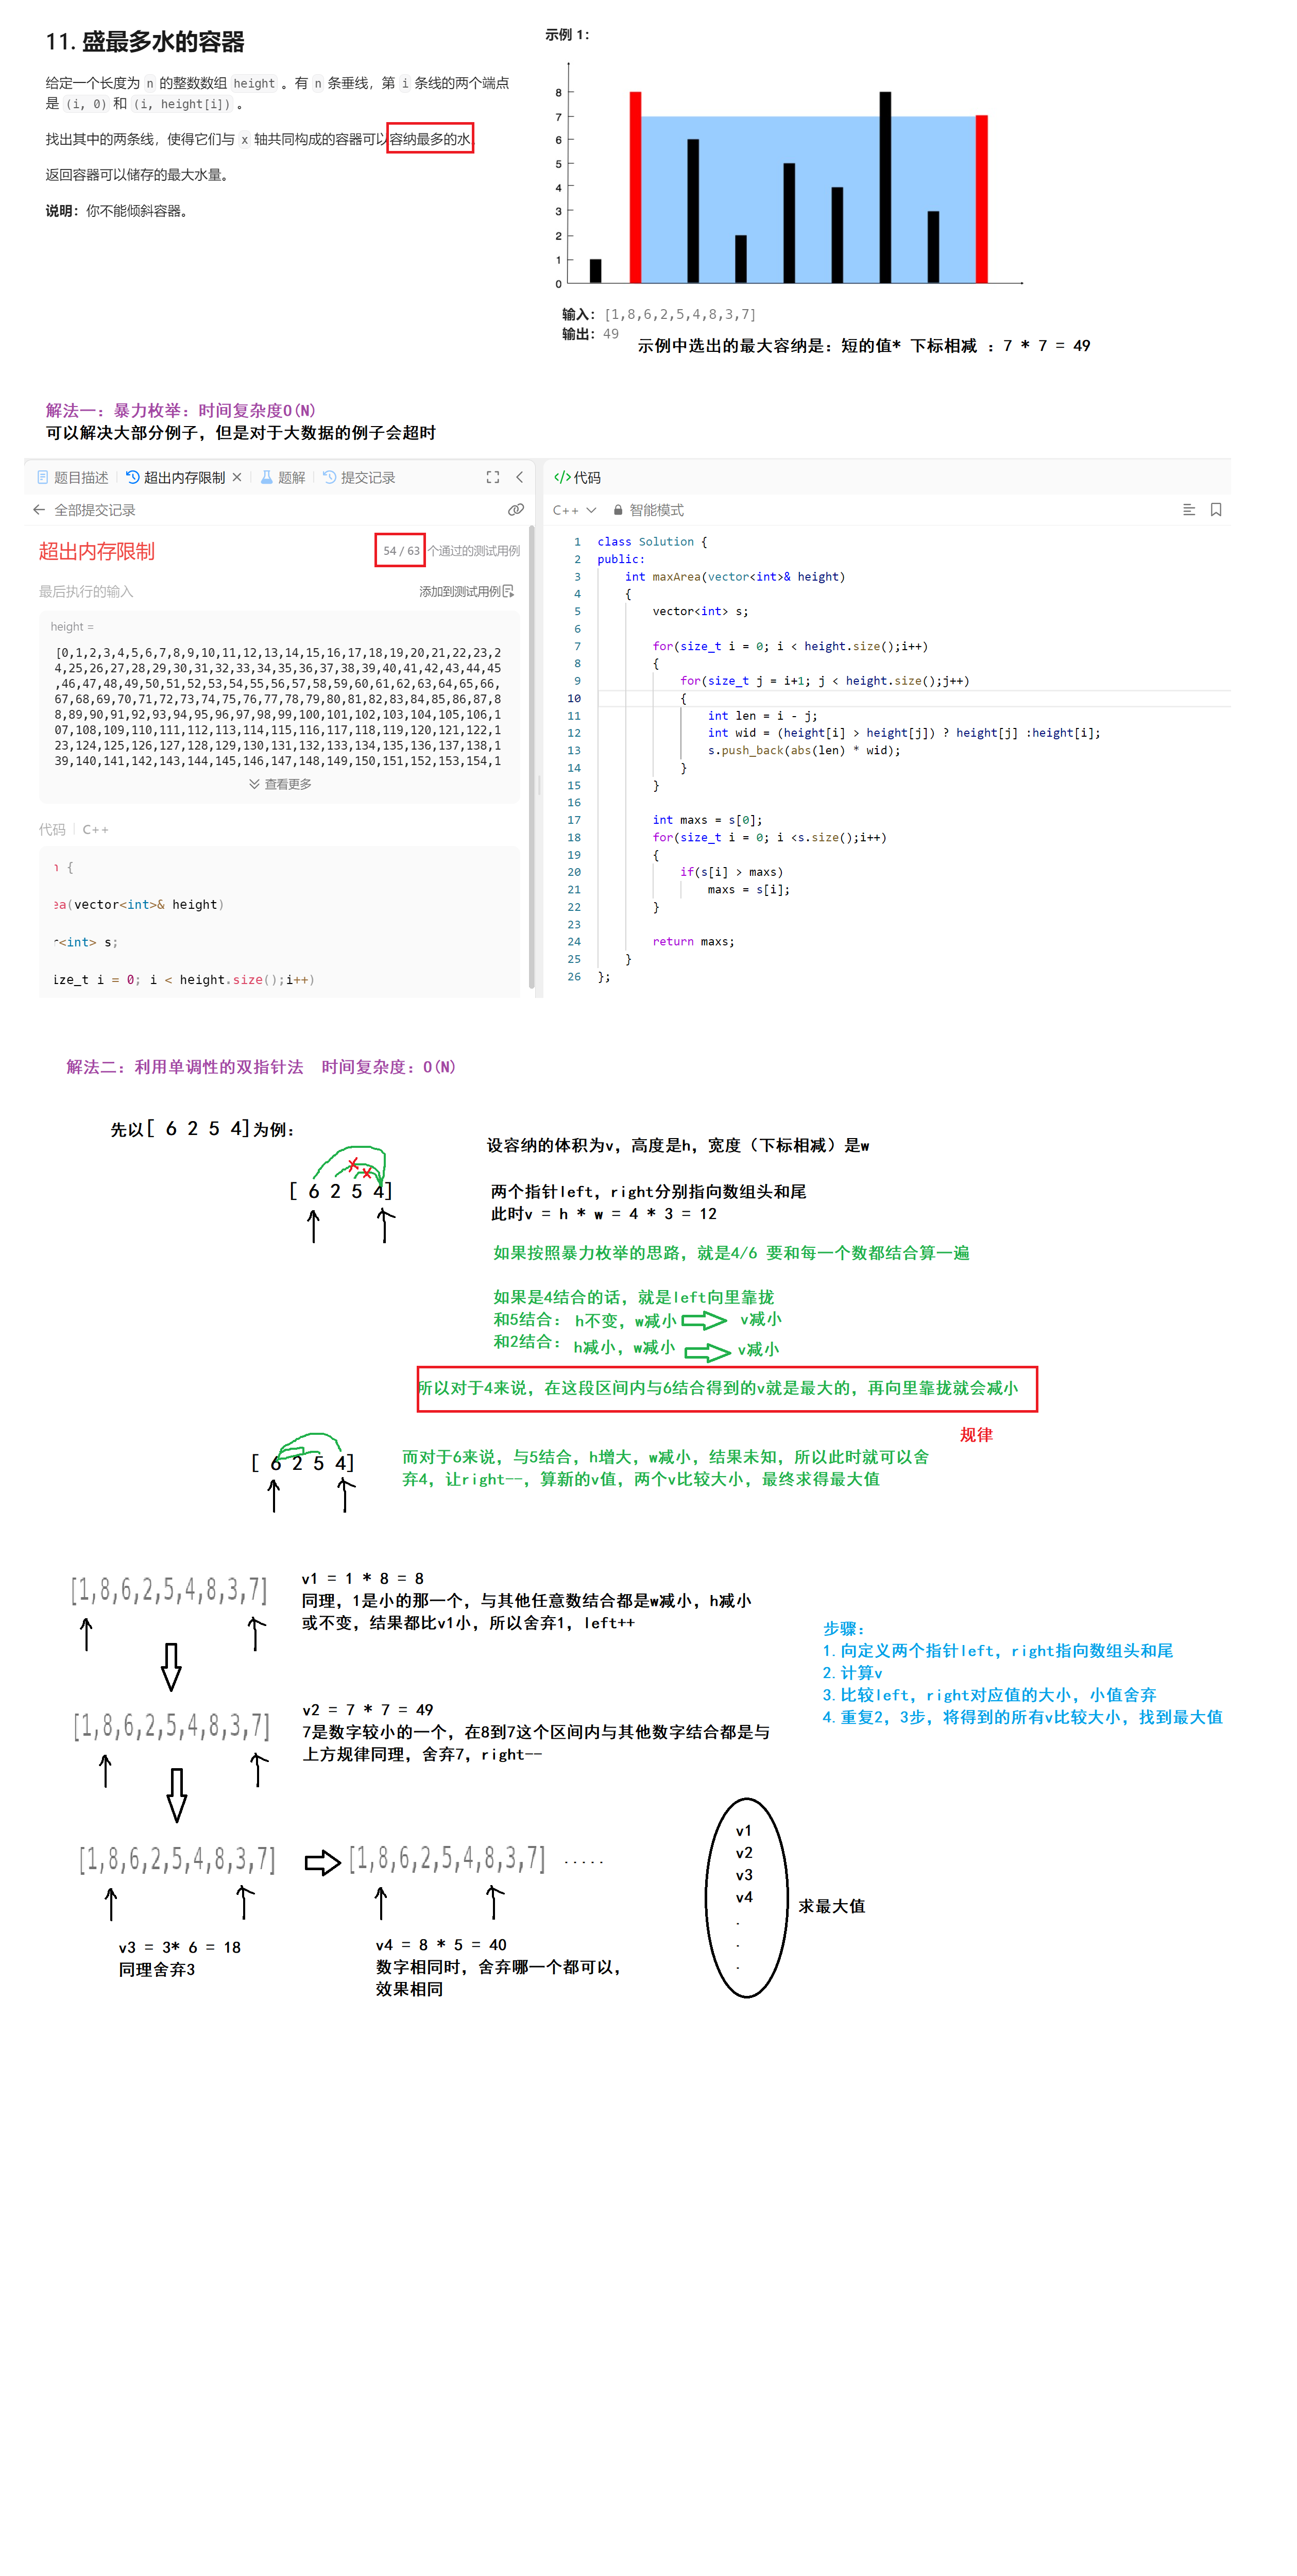 11. 盛最多水的容器
给定一个长度为 n 的整数数组 height 。有 n 条垂线，第 i 条线的两个端点
是 (i, 0) 和 (i, height[i]) 。
找出其中的两条线，使得它们与 x 轴共同构成的容器可以容纳最多的水
返回容器可以储存的最大水量。
说明：你不能倾斜容器。
示例 1：
8
7
6
5
4
3
2
1
0
输入：[1,8,6,2,5,4,8,3,7]
输出：49
示例中选出的最大容纳是：短的值* 下标相减 ：7 * 7 = 49
解法一：暴力枚举：时间复杂度O(N)
可以解决大部分例子，但是对于大数据的例子会超时
题目描述 超出内存限制 × 题解 提交记录
全部提交记录
超出内存限制 54 / 63 个通过的测试用例
最后执行的输入 添加到测试用例
height =
[0,1,2,3,4,5,6,7,8,9,10,11,12,13,14,15,16,17,18,19,20,21,22,23,2
4,25,26,27,28,29,30,31,32,33,34,35,36,37,38,39,40,41,42,43,44,45
,46,47,48,49,50,51,52,53,54,55,56,57,58,59,60,61,62,63,64,65,66,
67,68,69,70,71,72,73,74,75,76,77,78,79,80,81,82,83,84,85,86,87,8
8,89,90,91,92,93,94,95,96,97,98,99,100,101,102,103,104,105,106,1
07,108,109,110,111,112,113,114,115,116,117,118,119,120,121,122,1
23,124,125,126,127,128,129,130,131,132,133,134,135,136,137,138,1
39,140,141,142,143,144,145,146,147,148,149,150,151,152,153,154,1
查看更多
代码 C++
{
ea(vector<int>& height)
r<int> s;
ize_t i = 0; i < height.size();i++)
</>代码
C++ 智能模式
1 class Solution {
2 public:
3 int maxArea(vector<int>& height)
4 {
5 vector<int> s;
6
7 for(size_t i = 0; i < height.size();i++)
8 {
9 for(size_t j = i+1; j < height.size();j++)
10 {
11 int len = i - j;
12 int wid = (height[i] > height[j]) ? height[j] :height[i];
13 s.push_back(abs(len) * wid);
14 }
15 }
16
17 int maxs = s[0];
18 for(size_t i = 0; i <s.size();i++)
19 {
20 if(s[i] > maxs)
21 maxs = s[i];
22 }
23
24 return maxs;
25 }
26 };
解法二：利用单调性的双指针法 时间复杂度：O(N)
先以[ 6 2 5 4]为例：
[ 6 2 5 4]
设容纳的体积为v，高度是h，宽度（下标相减）是w
两个指针left，right分别指向数组头和尾
此时v = h * w = 4 * 3 = 12
如果按照暴力枚举的思路，就是4/6 要和每一个数都结合算一遍
如果是4结合的话，就是left向里靠拢
和5结合： h不变，w减小 v减小
和2结合： h减小，w减小 v减小
所以对于4来说，在这段区间内与6结合得到的v就是最大的，再向里靠拢就会减小
规律
[ 6 2 5 4]
而对于6来说，与5结合，h增大，w减小，结果未知，所以此时就可以舍
弃4，让right--，算新的v值，两个v比较大小，最终求得最大值
[1,8,6,2,5,4,8,3,7]
v1 = 1 * 8 = 8
同理，1是小的那一个，与其他任意数结合都是w减小，h减小
或不变，结果都比v1小，所以舍弃1，left++
步骤：
1.向定义两个指针left，right指向数组头和尾
2.计算v
3.比较left，right对应值的大小，小值舍弃
4.重复2，3步，将得到的所有v比较大小，找到最大值
[1,8,6,2,5,4,8,3,7]
v2 = 7 * 7 = 49
7是数字较小的一个，在8到7这个区间内与其他数字结合都是与
上方规律同理，舍弃7，right--
[1,8,6,2,5,4,8,3,7]
v3 = 3* 6 = 18
同理舍弃3
[1,8,6,2,5,4,8,3,7] .....
v4 = 8 * 5 = 40
数字相同时，舍弃哪一个都可以，
效果相同
v1
v2
v3
v4
.
.
.
求最大值